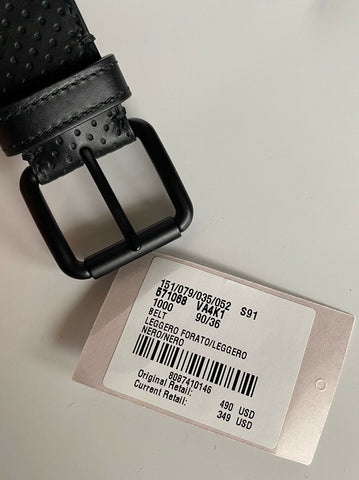 151/079/035/052 S91
571088 VA4K1
1000 90/36
BELT
LEGGERO FORATO/LEGGERO
NERO/NERO
8087410146
Original Retail: 490 USD
Current Retail: 349 USD